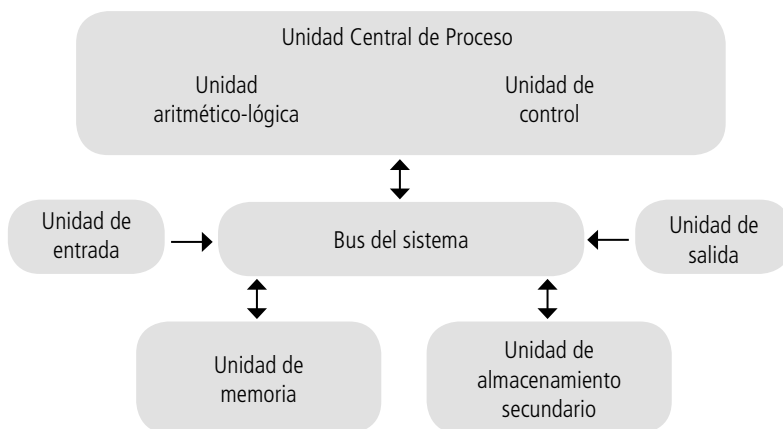 Unidad Central de Proceso
Unidad
aritmético-lógica
Unidad de
control
Unidad de
entrada
Bus del sistema
Unidad de
salida
Unidad de
memoria
Unidad de
almacenamiento
secundario